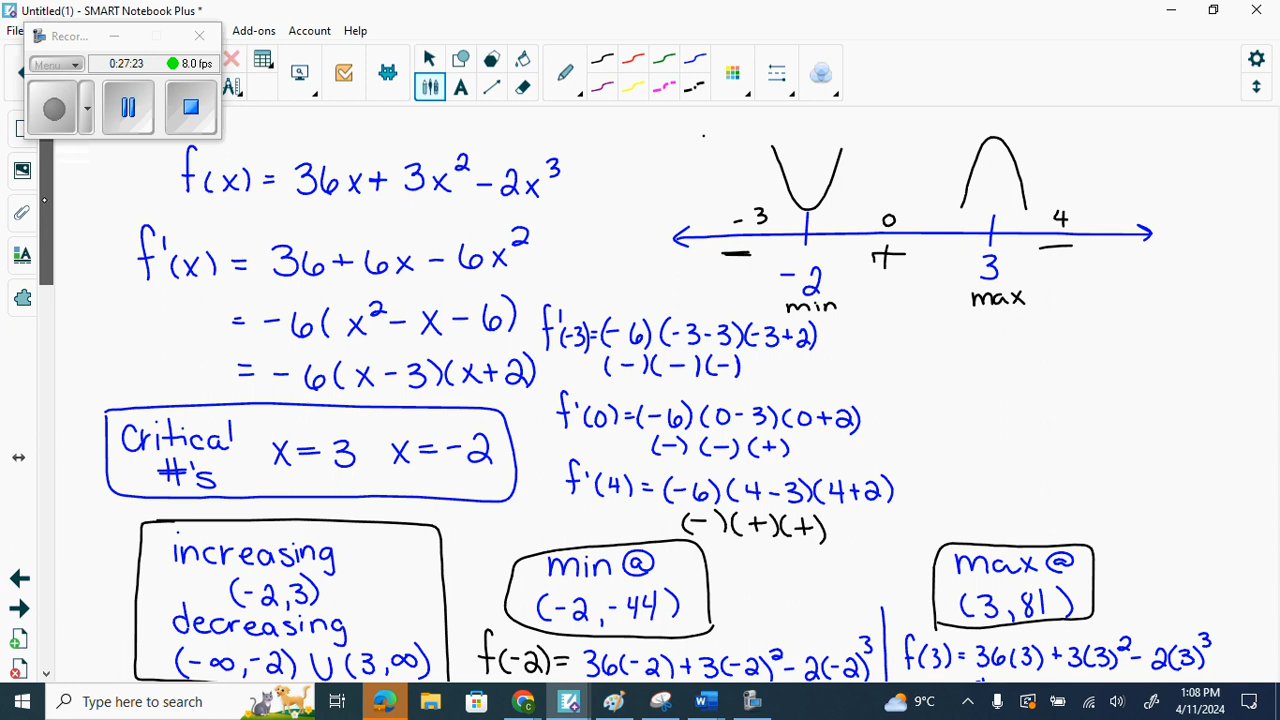 Untitled(1) - SMART Notebook Plus *
Recor...
File
Add-ons
Account
Help
Menu
0:27:23
8.0 fps
f(x) = 36x + 3x² - 2x³
f'(x) = 36 + 6x - 6x²
= -6(x² - x - 6)
= -6(x - 3)(x + 2)
Critical #'s x = 3 x = -2
-3 0 4
- + -
-2 3
min max
f'(-3) = (-6)(-3-3)(-3+2)
(-)(-)(-)
f'(0) = (-6)(0-3)(0+2)
(-)(-)(+)
f'(4) = (-6)(4-3)(4+2)
(-)(+)(+)
increasing
(-2,3)
decreasing
(-∞,-2) ∪ (3,∞)
min @
(-2, -44)
f(-2) = 36(-2) + 3(-2)² - 2(-2)³
max @
(3, 81)
f(3) = 36(3) + 3(3)² - 2(3)³
Type here to search
9°C
1:08 PM
4/11/2024